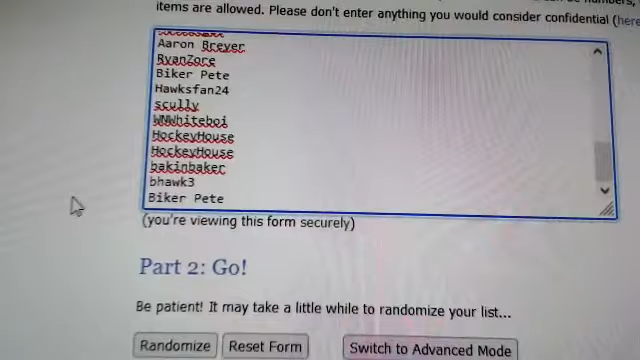 items are allowed. Please don't enter anything you would consider confidential (here
Aaron Breyer
RyanZore
Biker Pete
Hawksfan24
scully
WNWhiteboi
HockeyHouse
HockeyHouse
bakinbaker
bhawk3
Biker Pete
(you're viewing this form securely)
Part 2: Go!
Be patient! It may take a little while to randomize your list...
Randomize
Reset Form
Switch to Advanced Mode